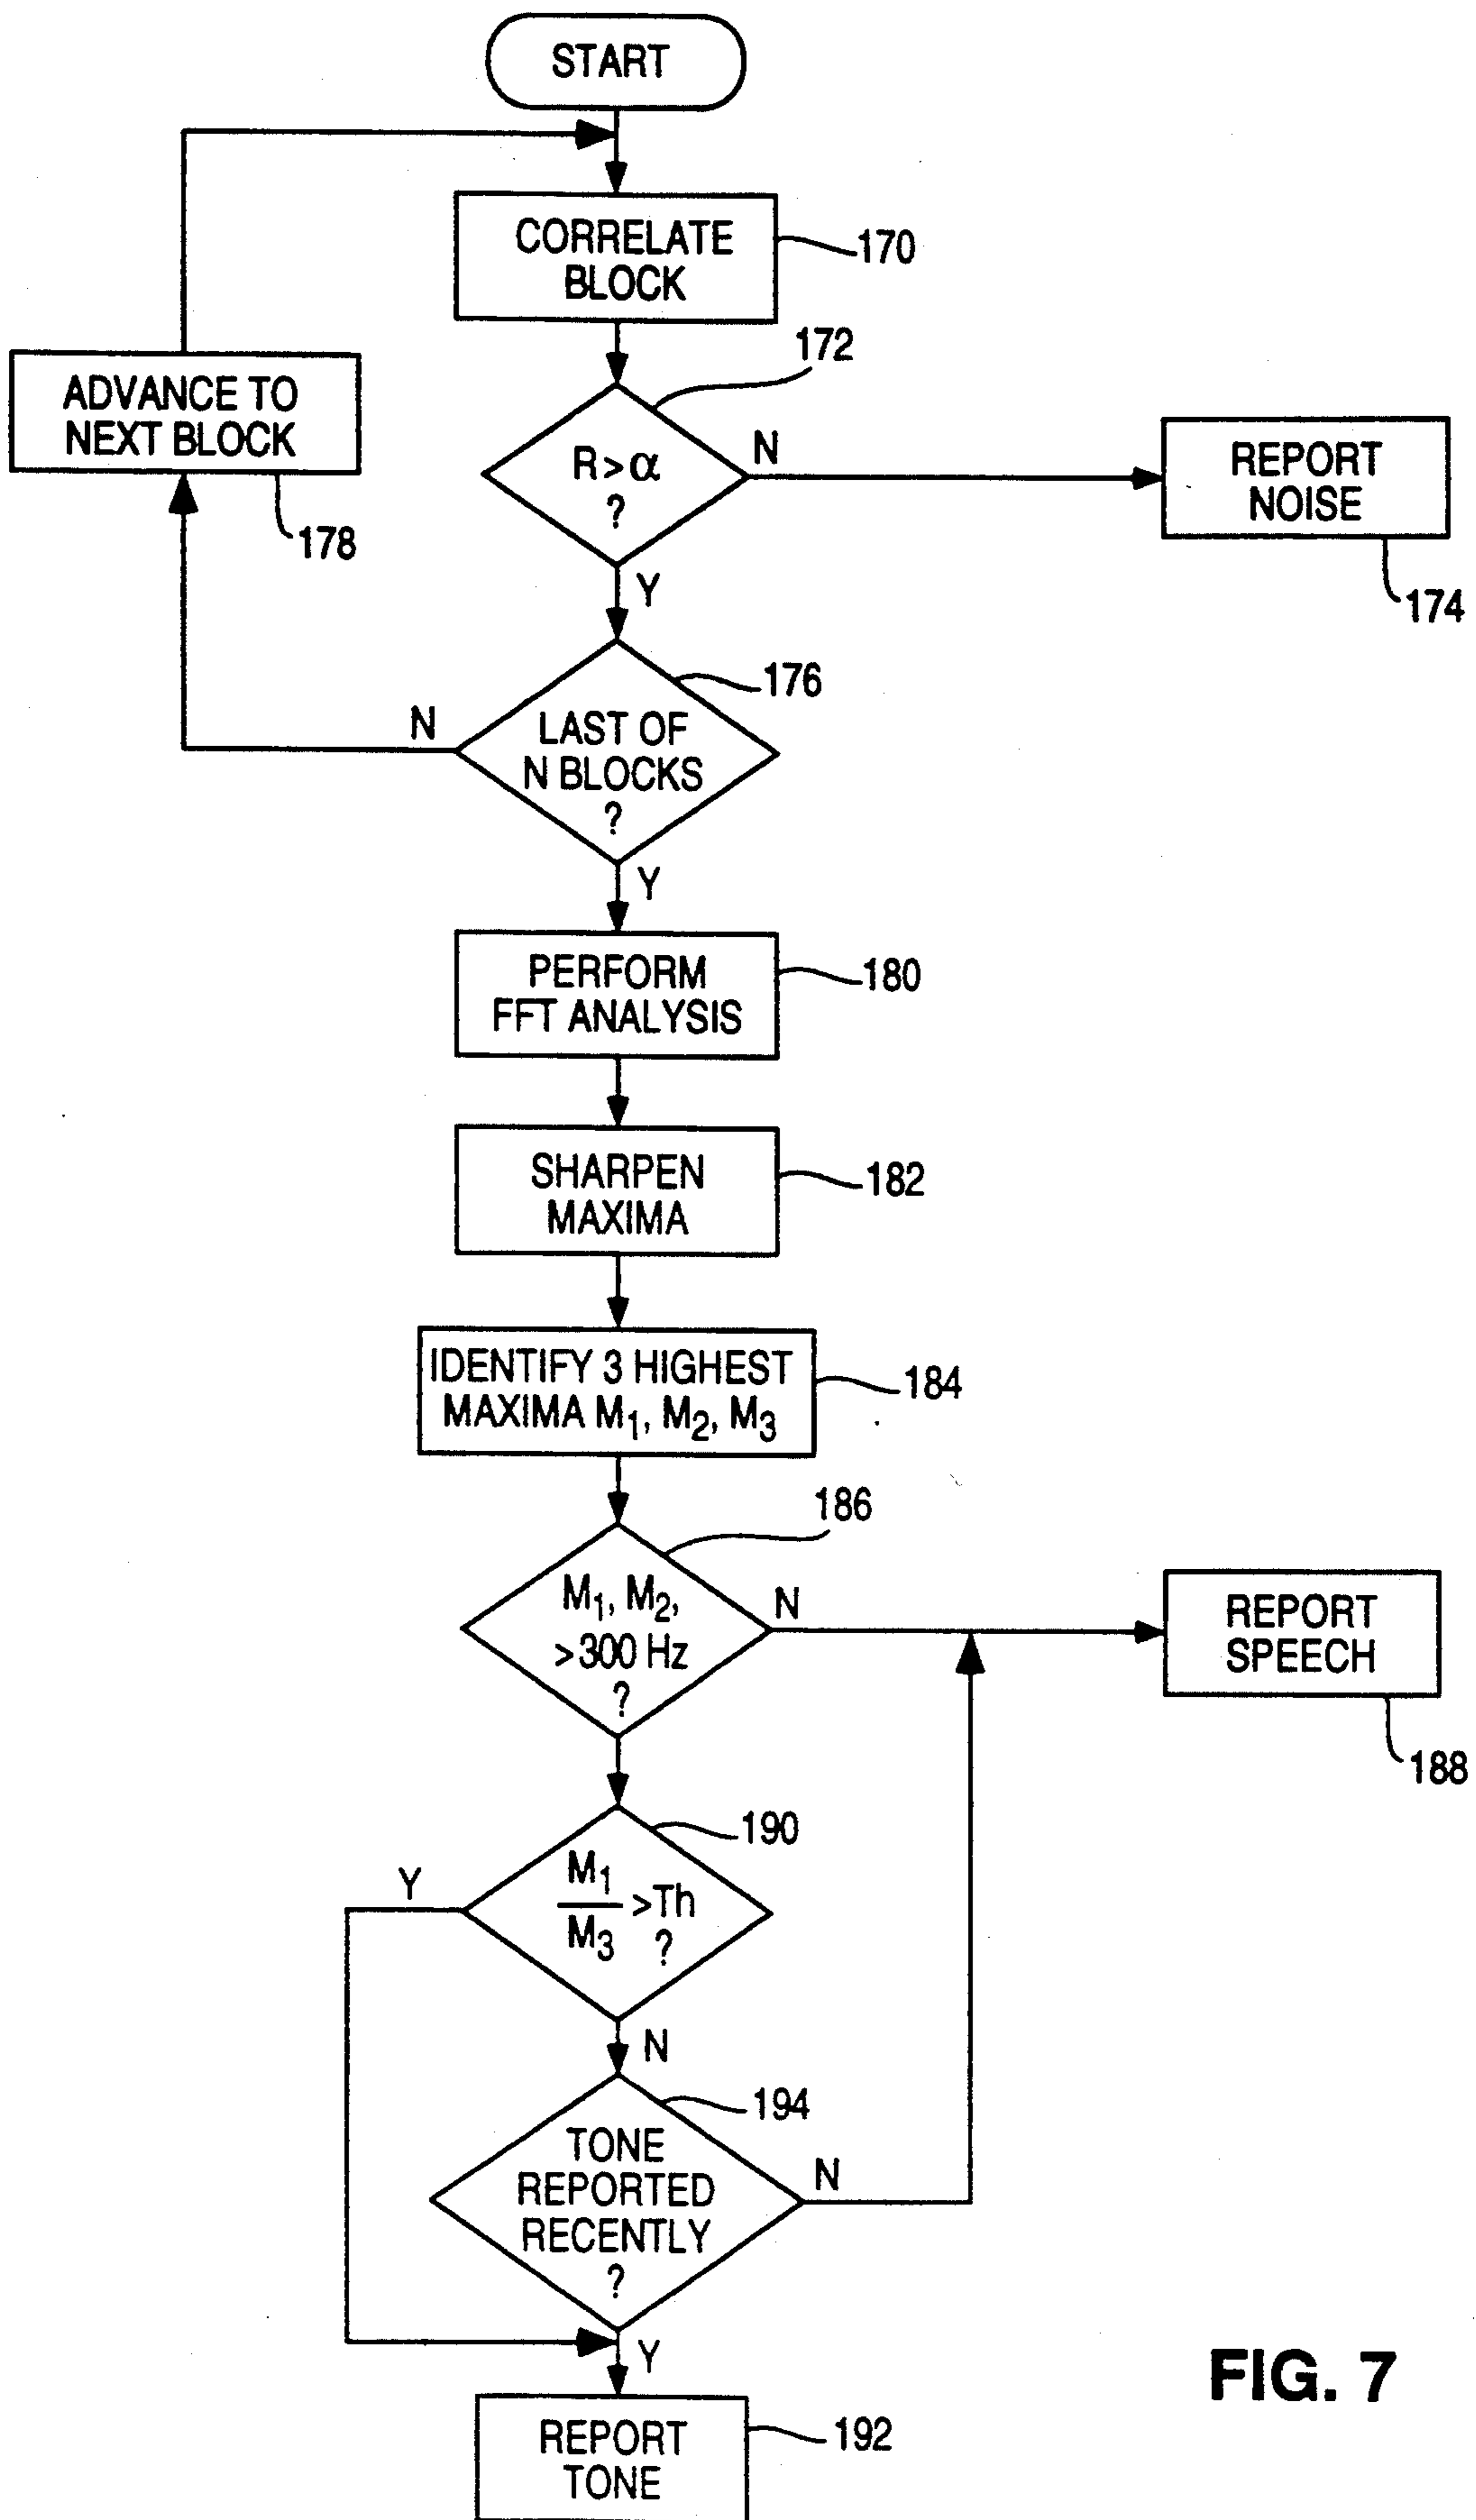 START
CORRELATE
BLOCK
170
172
ADVANCE TO
NEXT BLOCK
178
R > α
?
N
REPORT
NOISE
174
Y
176
N
LAST OF
N BLOCKS
?
Y
PERFORM
FFT ANALYSIS
180
SHARPEN
MAXIMA
182
IDENTIFY 3 HIGHEST
MAXIMA M1, M2, M3
184
186
M1, M2,
>300 Hz
?
N
REPORT
SPEECH
188
190
Y
M1
M3
>Th
?
N
194
TONE
REPORTED
RECENTLY
?
N
Y
REPORT
TONE
192
FIG. 7